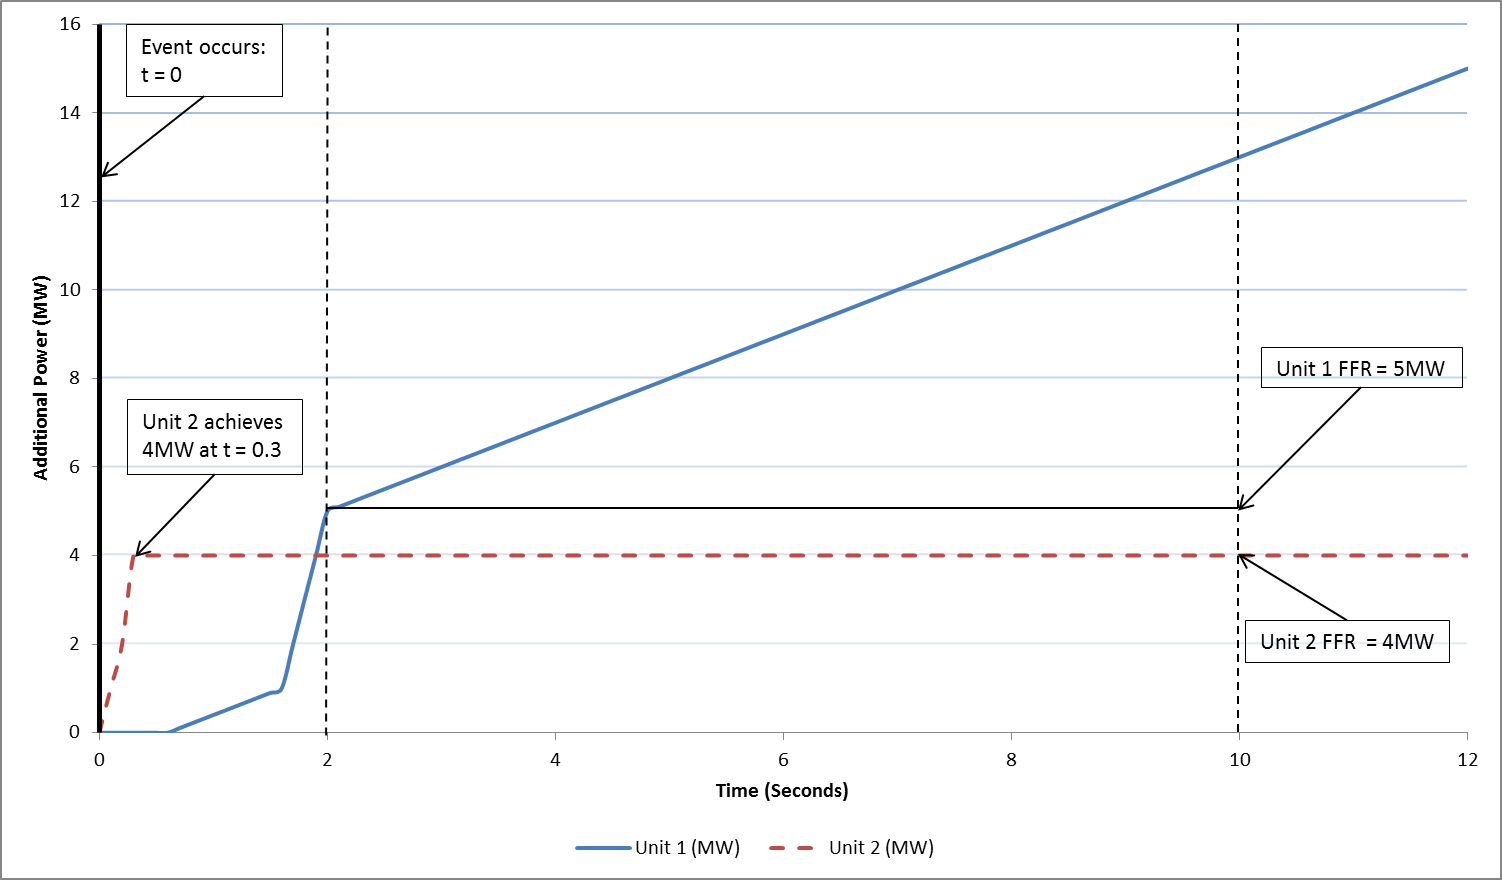 16
14
12
10
8
6
4
2
0
Additional Power (MW)
Event occurs:
t = 0
Unit 2 achieves
4MW at t = 0.3
Unit 1 FFR = 5MW
Unit 2 FFR = 4MW
0 2 4 6 8 10 12
Time (Seconds)
Unit 1 (MW) Unit 2 (MW)